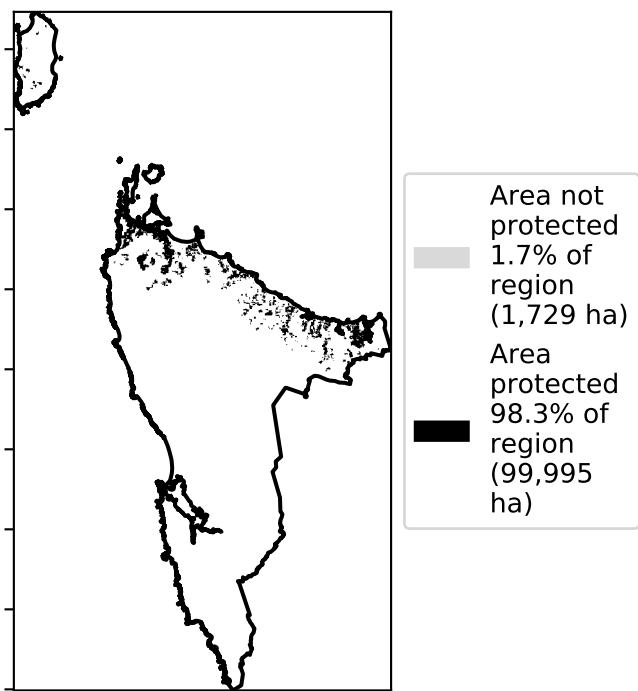 Area not
protected
1.7% of
region
(1,729 ha)
Area
protected
98.3% of
region
(99,995
ha)